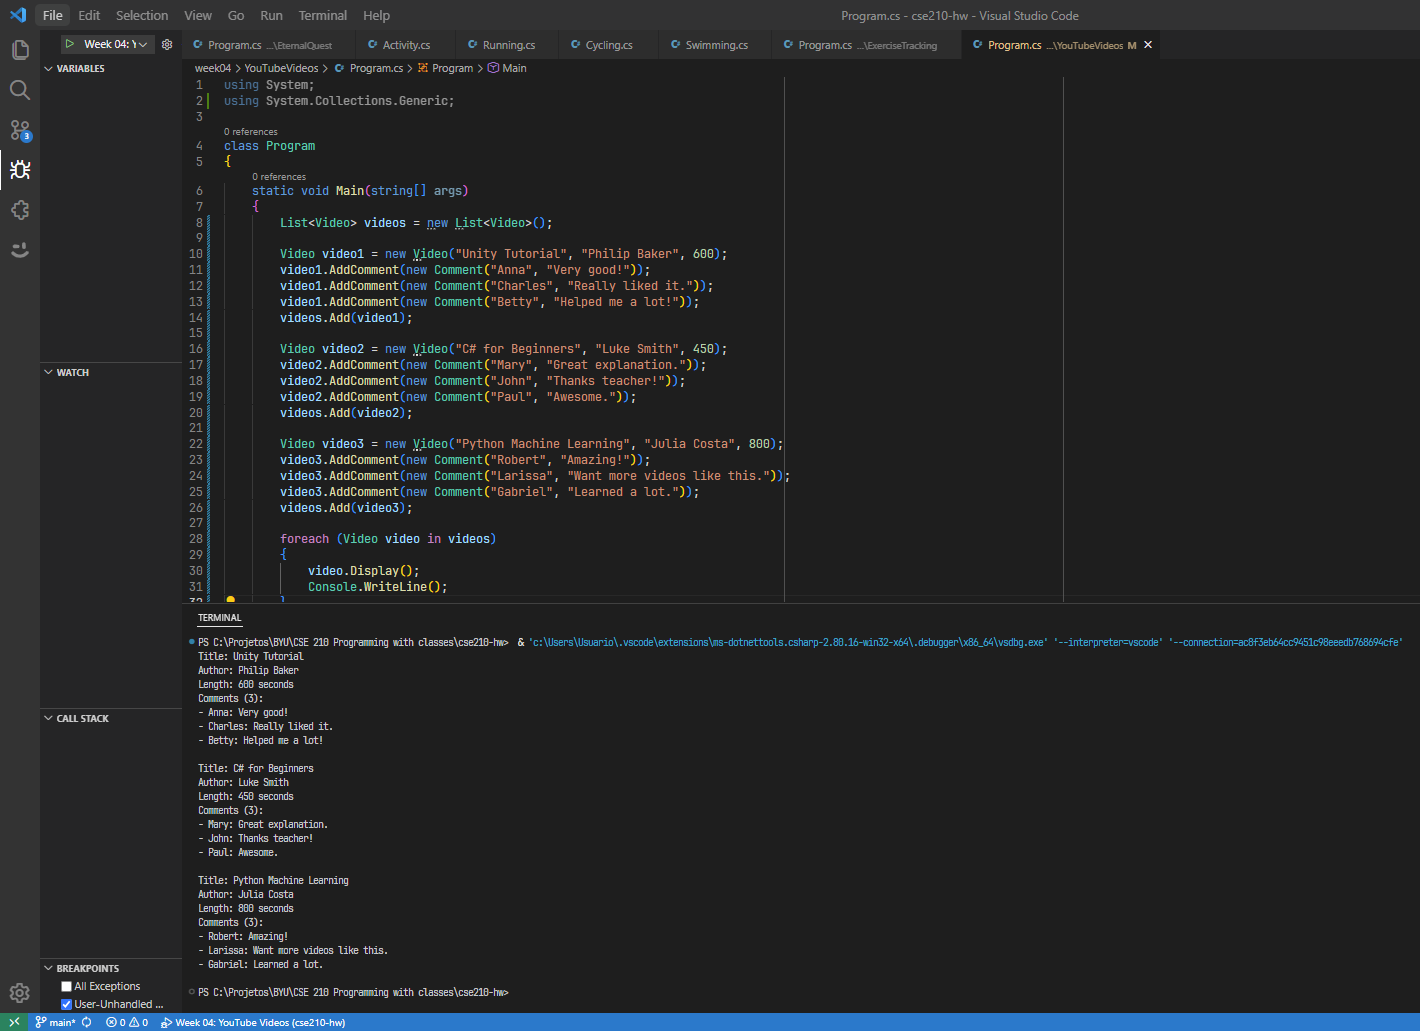 File Edit Selection View Go Run Terminal Help
Program.cs - cse210-hw - Visual Studio Code
Week 04: Y
Program.cs ...\EternalQuest Activity.cs Running.cs Cycling.cs Swimming.cs Program.cs ...\ExerciseTracking Program.cs ...\YouTubeVideos M
week04 > YouTubeVideos > Program.cs > Program > Main
VARIABLES
WATCH
CALL STACK
BREAKPOINTS
All Exceptions
User-Unhandled ...
3
1 using System;
2 using System.Collections.Generic;
3
0 references
4 class Program
5 {
0 references
6 static void Main(string[] args)
7 {
8 List<Video> videos = new List<Video>();
9
10 Video video1 = new Video("Unity Tutorial", "Philip Baker", 600);
11 video1.AddComment(new Comment("Anna", "Very good!"));
12 video1.AddComment(new Comment("Charles", "Really liked it."));
13 video1.AddComment(new Comment("Betty", "Helped me a lot!"));
14 videos.Add(video1);
15
16 Video video2 = new Video("C# for Beginners", "Luke Smith", 450);
17 video2.AddComment(new Comment("Mary", "Great explanation."));
18 video2.AddComment(new Comment("John", "Thanks teacher!"));
19 video2.AddComment(new Comment("Paul", "Awesome."));
20 videos.Add(video2);
21
22 Video video3 = new Video("Python Machine Learning", "Julia Costa", 800);
23 video3.AddComment(new Comment("Robert", "Amazing!"));
24 video3.AddComment(new Comment("Larissa", "Want more videos like this."));
25 video3.AddComment(new Comment("Gabriel", "Learned a lot."));
26 videos.Add(video3);
27
28 foreach (Video video in videos)
29 {
30 video.Display();
31 Console.WriteLine();
32 }
TERMINAL
PS C:\Projetos\BYU\CSE 210 Programming with classes\cse210-hw> & 'c:\Users\Usuario\.vscode\extensions\ms-dotnettools.csharp-2.80.16-win32-x64\.debugger\x86_64\vsdbg.exe' '--interpreter=vscode' '--connection=ac8f3eb64cc9451c98eeedb768694cfe'
Title: Unity Tutorial
Author: Philip Baker
Length: 600 seconds
Comments (3):
- Anna: Very good!
- Charles: Really liked it.
- Betty: Helped me a lot!
Title: C# for Beginners
Author: Luke Smith
Length: 450 seconds
Comments (3):
- Mary: Great explanation.
- John: Thanks teacher!
- Paul: Awesome.
Title: Python Machine Learning
Author: Julia Costa
Length: 800 seconds
Comments (3):
- Robert: Amazing!
- Larissa: Want more videos like this.
- Gabriel: Learned a lot.
PS C:\Projetos\BYU\CSE 210 Programming with classes\cse210-hw>
main* 0 0 Week 04: YouTube Videos (cse210-hw)